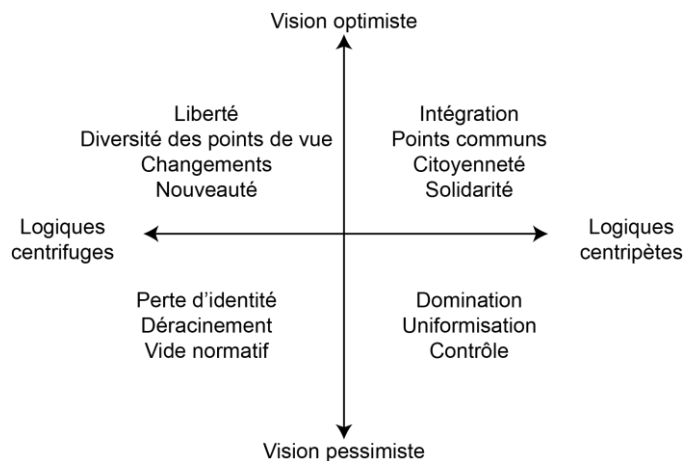 Vision optimiste
Liberté
Diversité des points de vue
Changements
Nouveauté
Intégration
Points communs
Citoyenneté
Solidarité
Logiques
centrifuges
Logiques
centripètes
Perte d’identité
Déracinement
Vide normatif
Domination
Uniformisation
Contrôle
Vision pessimiste